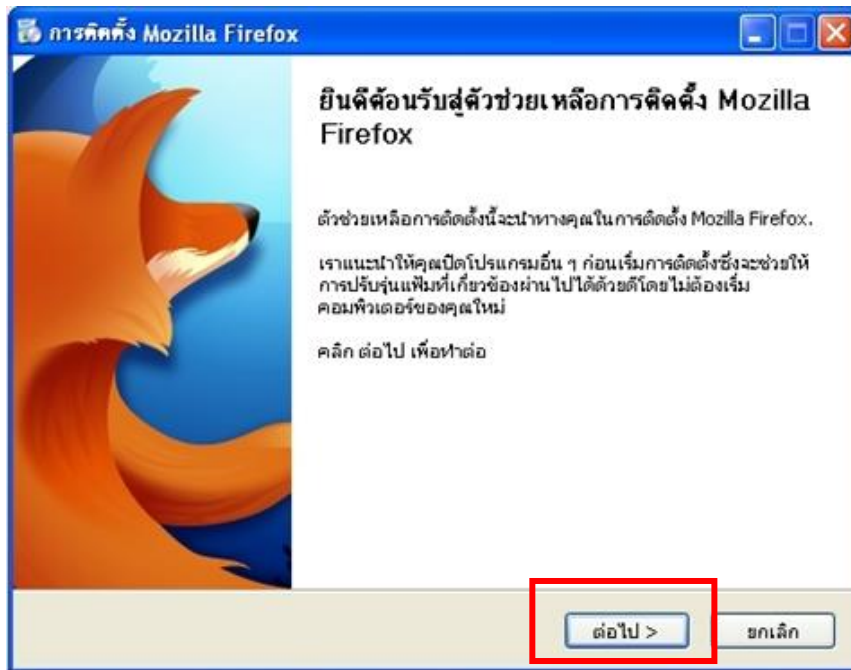 การติดตั้ง Mozilla Firefox
ยินดีต้อนรับสู่ตัวช่วยเหลือการติดตั้ง Mozilla
Firefox
ตัวช่วยเหลือการติดตั้งนี้จะนำทางคุณในการติดตั้ง Mozilla Firefox.
เราแนะนำให้คุณปิดโปรแกรมอื่น ๆ ก่อนเริ่มการติดตั้งซึ่งจะช่วยให้
การปรับรุ่นแฟ้มที่เกี่ยวข้องผ่านไปได้ด้วยดีโดยไม่ต้องเริ่ม
คอมพิวเตอร์ของคุณใหม่
คลิก ต่อไป เพื่อทำต่อ
ต่อไป >
ยกเลิก